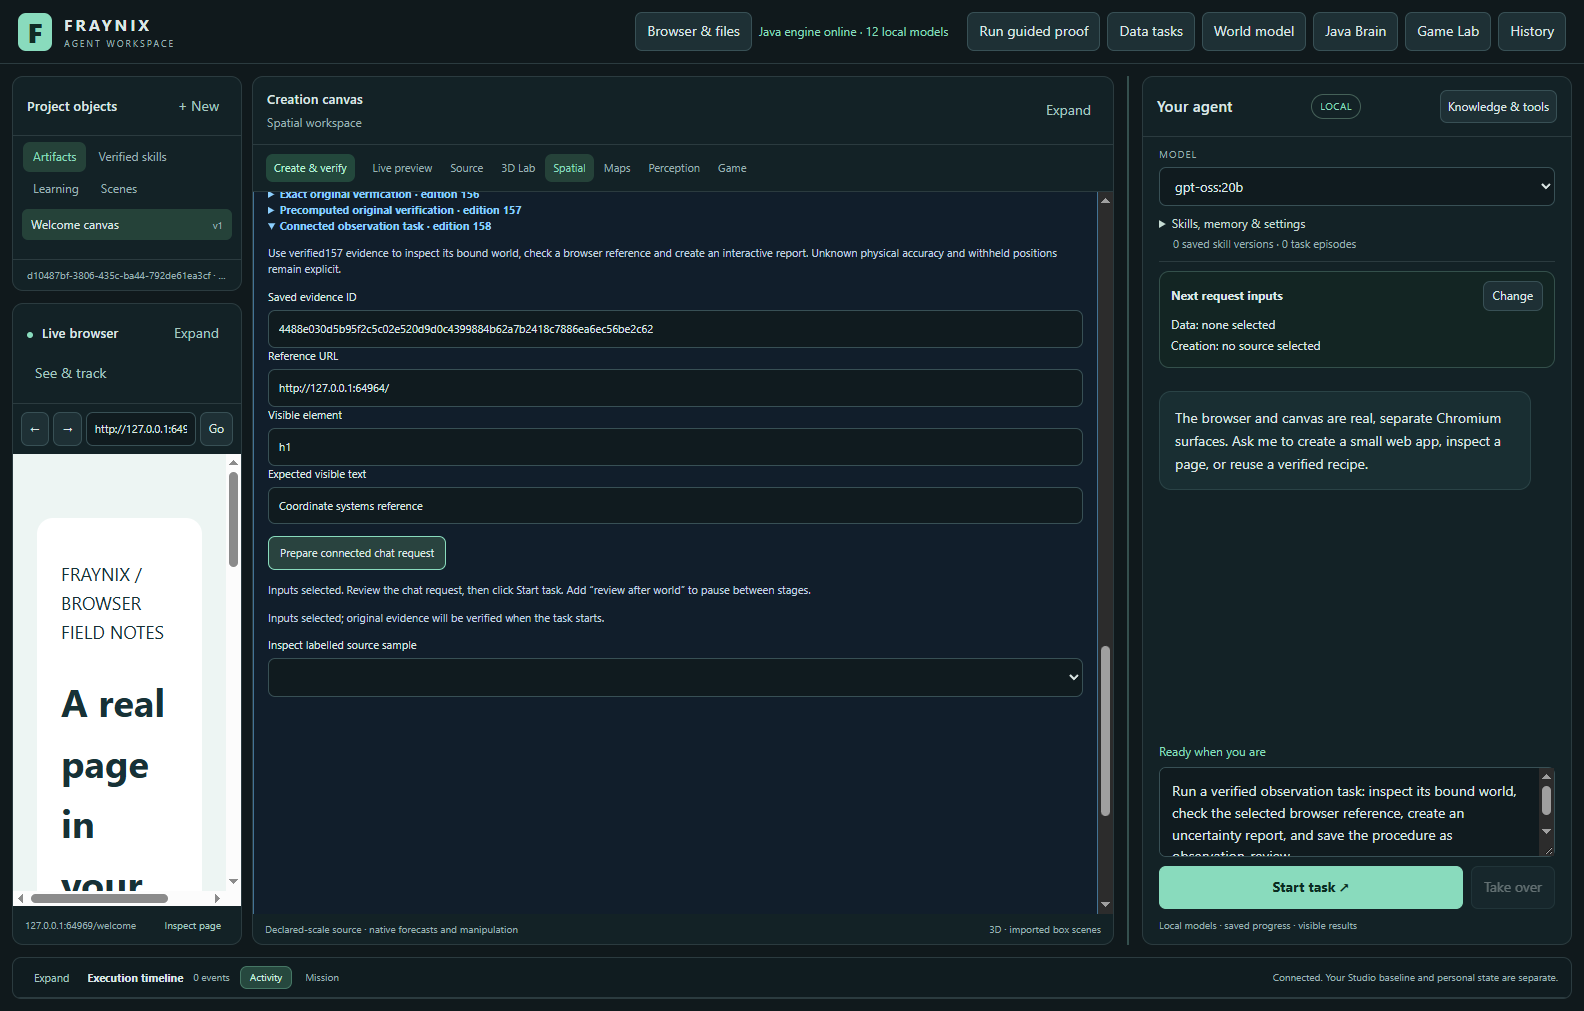 F
FRAYNIX
AGENT WORKSPACE
Browser & files
Java engine online · 12 local models
Run guided proof
Data tasks
World model
Java Brain
Game Lab
History
Project objects
+ New
Artifacts
Verified skills
Learning
Scenes
Welcome canvas
v1
d10487bf-3806-435c-ba44-792de61ea3cf · ...
Live browser
Expand
See & track
←
→
http://127.0.0.1:649
Go
FRAYNIX /
BROWSER
FIELD NOTES
A real
page
in
your
127.0.0.1:64969/welcome
Inspect page
Creation canvas
Spatial workspace
Expand
Create & verify
Live preview
Source
3D Lab
Spatial
Maps
Perception
Game
Exact original verification · edition 156
Precomputed original verification · edition 157
Connected observation task · edition 158
Use verified157 evidence to inspect its bound world, check a browser reference and create an interactive report. Unknown physical accuracy and withheld positions
remain explicit.
Saved evidence ID
4488e030d5b95f2c5c02e520d9d0c4399884b62a7b2418c7886ea6ec56be2c62
Reference URL
http://127.0.0.1:64964/
Visible element
h1
Expected visible text
Coordinate systems reference
Prepare connected chat request
Inputs selected. Review the chat request, then click Start task. Add “review after world” to pause between stages.
Inputs selected; original evidence will be verified when the task starts.
Inspect labelled source sample
Declared-scale source · native forecasts and manipulation
3D · imported box scenes
Your agent
LOCAL
Knowledge & tools
MODEL
gpt-oss:20b
Skills, memory & settings
0 saved skill versions · 0 task episodes
Next request inputs
Change
Data: none selected
Creation: no source selected
The browser and canvas are real, separate Chromium
surfaces. Ask me to create a small web app, inspect a
page, or reuse a verified recipe.
Ready when you are
Run a verified observation task: inspect its bound world,
check the selected browser reference, create an
uncertainty report, and save the procedure as
observation-review
Start task ↗
Take over
Local models · saved progress · visible results
Expand
Execution timeline
0 events
Activity
Mission
Connected. Your Studio baseline and personal state are separate.